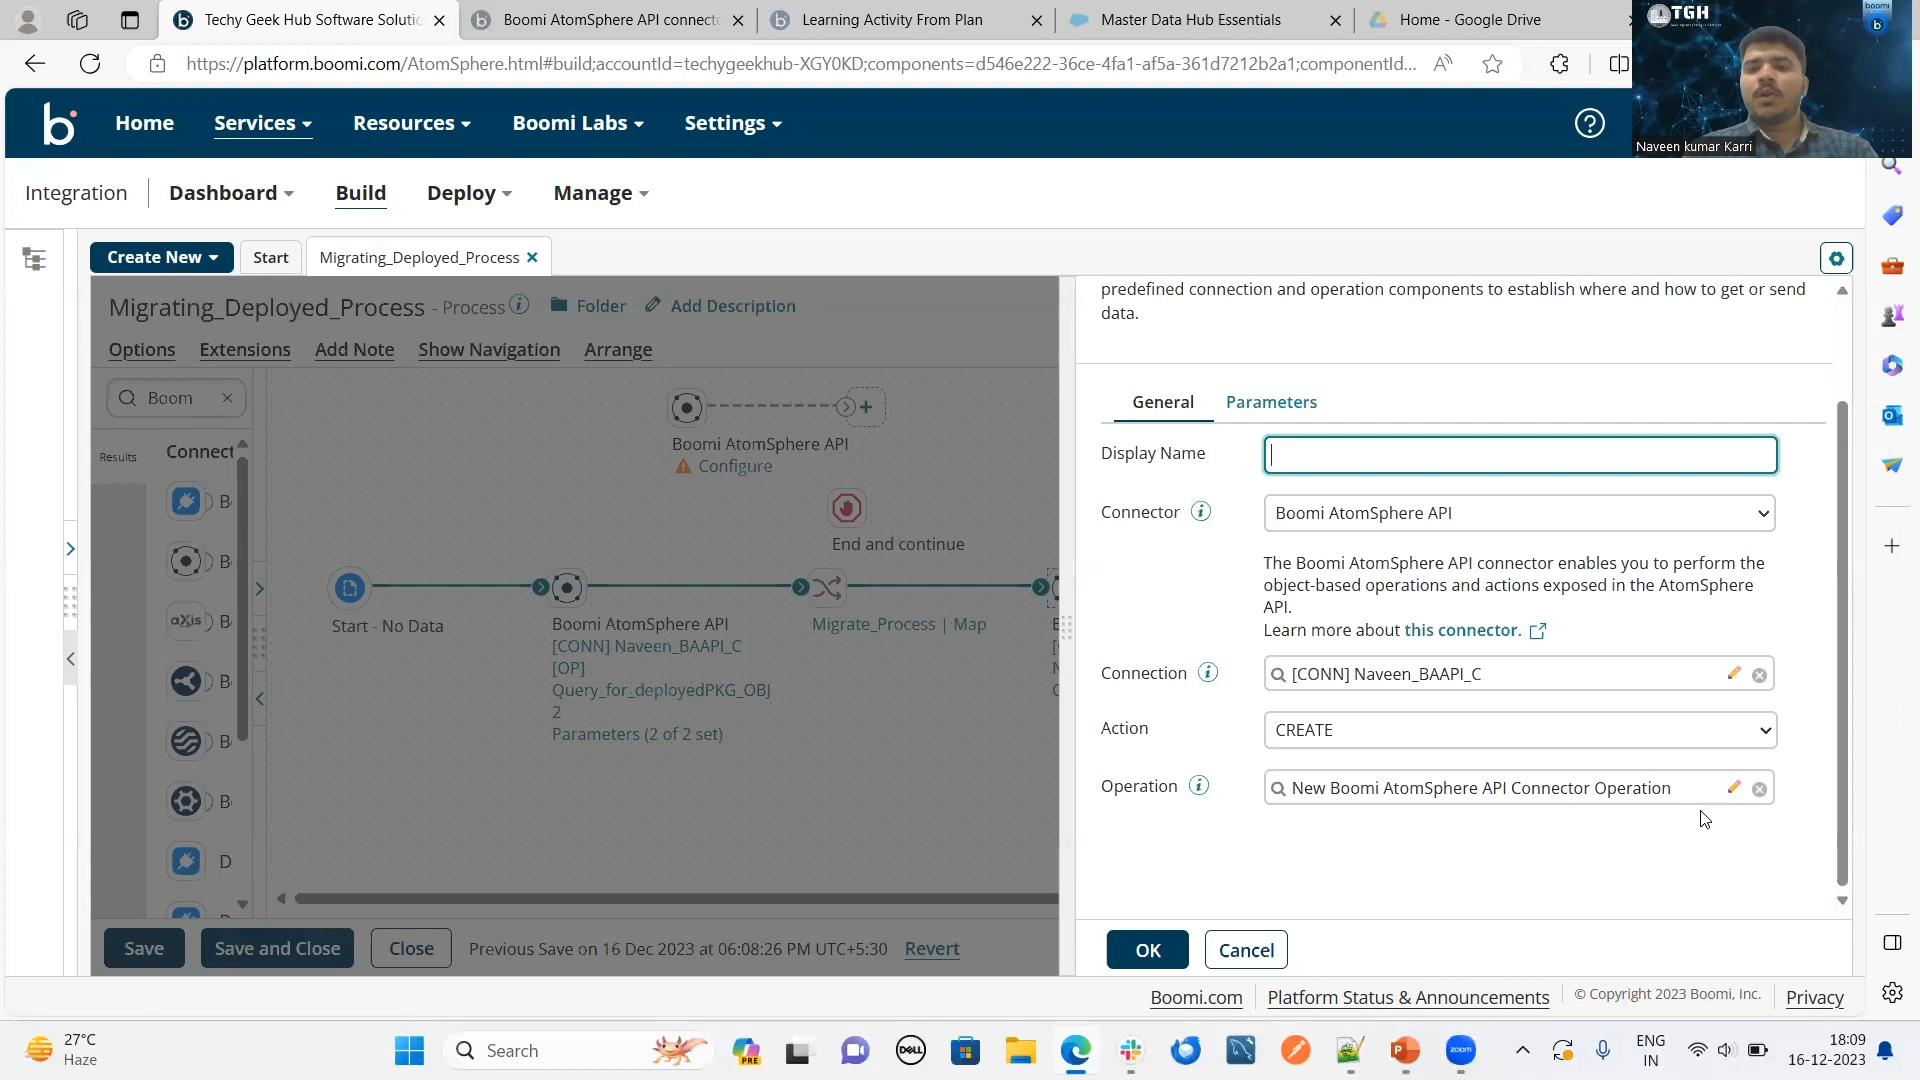 Techy Geek Hub Software Solutic
Boomi AtomSphere API connecto
Learning Activity From Plan
Master Data Hub Essentials
Home - Google Drive
TGH
boomi
https://platform.boomi.com/AtomSphere.html#build;accountId=techygeekhub-XGY0KD;components=d546e222-36ce-4fa1-af5a-361d7212b2a1;componentId...
Home
Services
Resources
Boomi Labs
Settings
Naveen kumar Karri
Integration
Dashboard
Build
Deploy
Manage
Create New
Start
Migrating_Deployed_Process
Migrating_Deployed_Process - Process
Folder
Add Description
Options
Extensions
Add Note
Show Navigation
Arrange
Boom
Results
Connect
B
B
aXis
B
B
B
B
D
Boomi AtomSphere API
Configure
End and continue
Start - No Data
Boomi AtomSphere API
[CONN] Naveen_BAAPI_C
[OP]
Query_for_deployedPKG_OBJ
2
Parameters (2 of 2 set)
Migrate_Process | Map
predefined connection and operation components to establish where and how to get or send
data.
General
Parameters
Display Name
Connector
Boomi AtomSphere API
The Boomi AtomSphere API connector enables you to perform the
object-based operations and actions exposed in the AtomSphere
API.
Learn more about this connector.
Connection
[CONN] Naveen_BAAPI_C
Action
CREATE
Operation
New Boomi AtomSphere API Connector Operation
OK
Cancel
Save
Save and Close
Close
Previous Save on 16 Dec 2023 at 06:08:26 PM UTC+5:30
Revert
Boomi.com
Platform Status & Announcements
© Copyright 2023 Boomi, Inc.
Privacy
27°C
Haze
Search
PRE
DELL
zoom
ENG
IN
18:09
16-12-2023